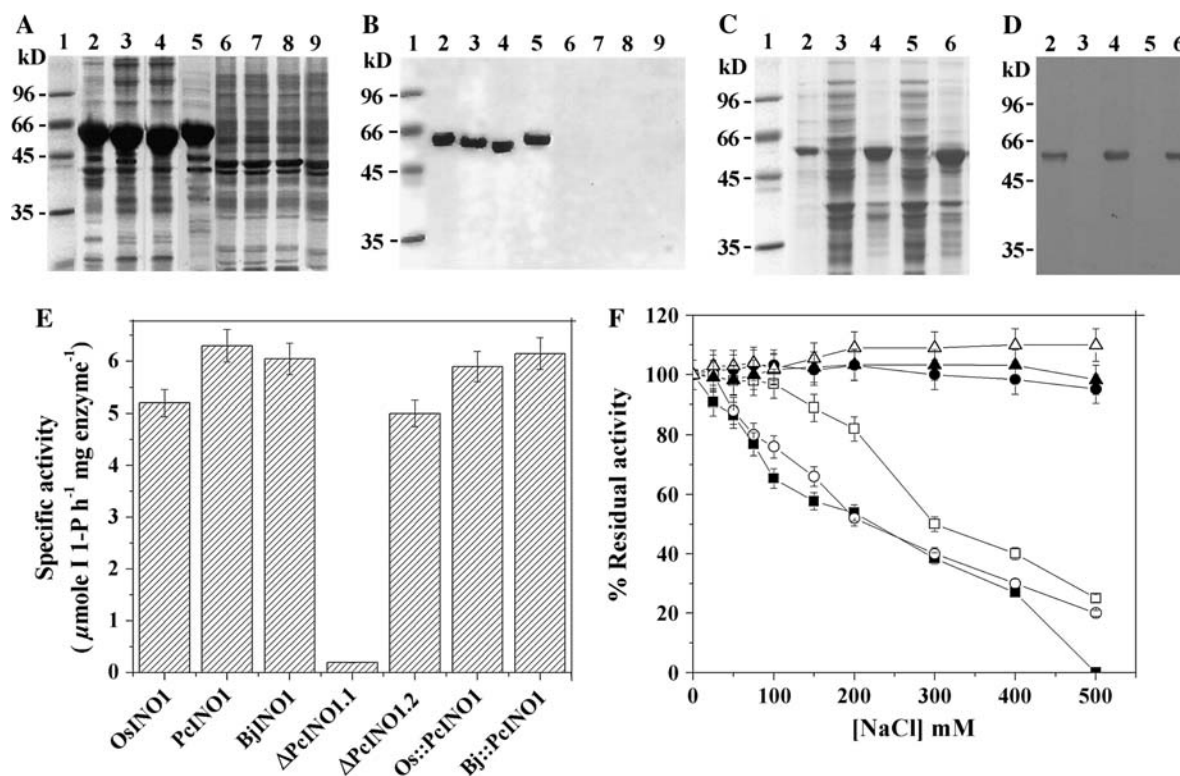 A
kD
1 2 3 4 5 6 7 8 9
96 -
66 -
45 -
35 -
B
kD
1 2 3 4 5 6 7 8 9
96 -
66 -
45 -
35 -
C
kD
1 2 3 4 5 6
96 -
66 -
45 -
35 -
D
kD
2 3 4 5 6
96 -
66 -
45 -
35 -
E
Specific activity
( µmole I 1-P h⁻¹ mg enzyme⁻¹)
6
5
4
3
2
1
0
OsINO1
PcINO1
BjINO1
ΔPcINO1.1
ΔPcINO1.2
Os::PcINO1
Bj::PcINO1
F
% Residual activity
120
100
80
60
40
20
0
0 100 200 300 400 500
[NaCl] mM